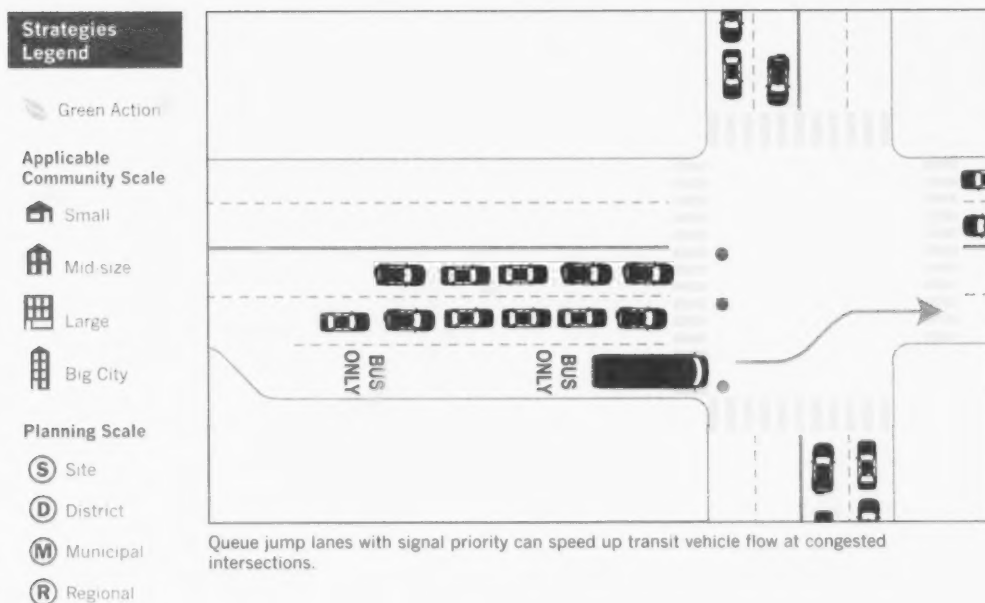 Strategies
Legend
Green Action
Applicable
Community Scale
Small
Mid-size
Large
Big City
Planning Scale
S Site
D District
M Municipal
R Regional
BUS
ONLY
BUS
ONLY
Queue jump lanes with signal priority can speed up transit vehicle flow at congested
intersections.